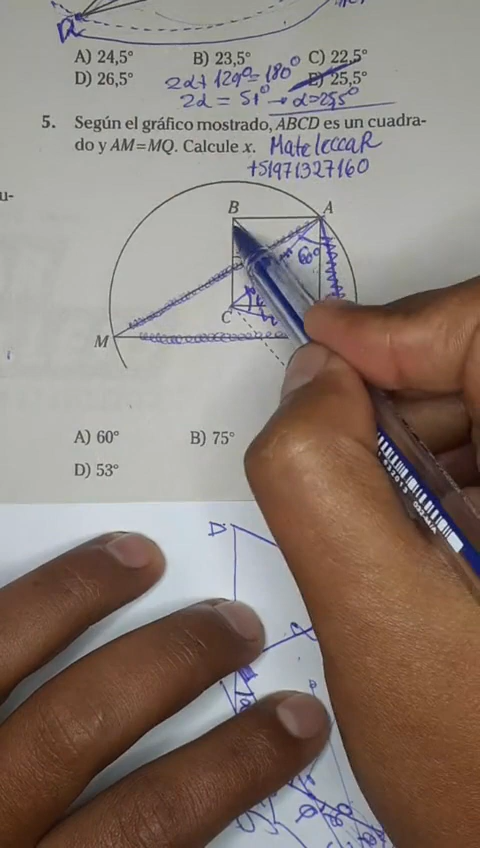 A) 24,5° B) 23,5° C) 22,5°
D) 26,5° 2α+129°=180° E) 25,5°
2α = 51° → α=25,5°
5. Según el gráfico mostrado, ABCD es un cuadra-
do y AM=MQ. Calcule x. MateleccaR
+51971327160
u-
B A
60°
C
M
A) 60° B) 75°
D) 53°